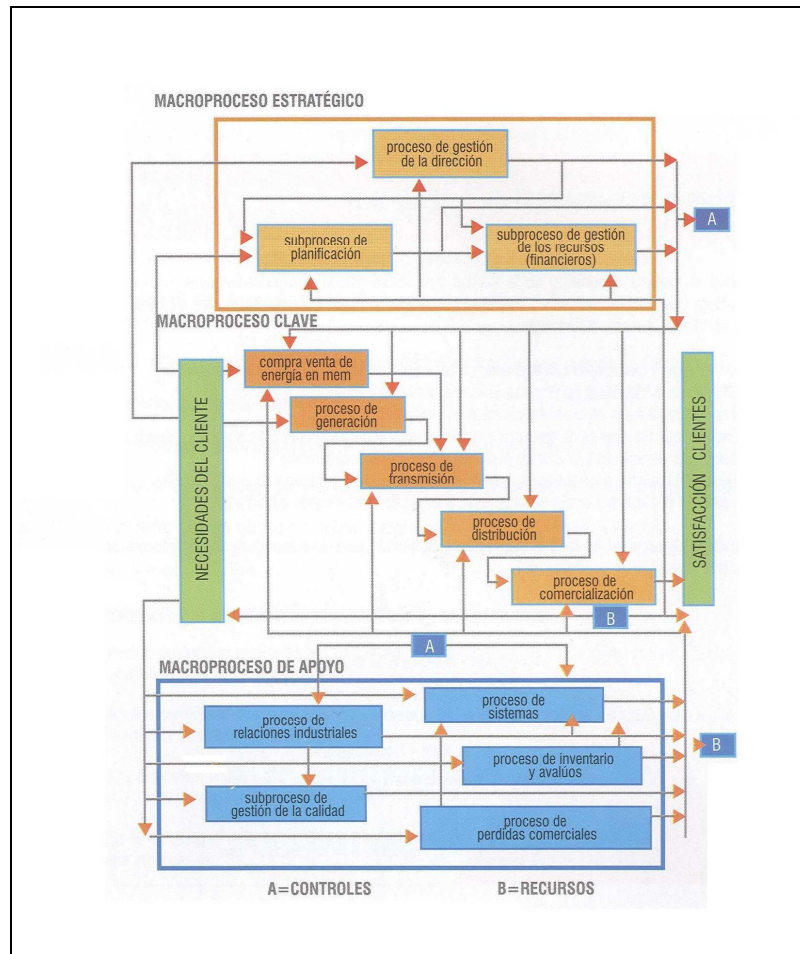 MACROPROCESO ESTRATÉGICO
proceso de gestión
de la dirección
A
subproceso de
planificación
subproceso de gestión
de los recursos
(financieros)
MACROPROCESO CLAVE
compra venta de
energía en mem
proceso de
generación
NECESIDADES DEL CLIENTE
proceso de
transmisión
SATISFACCIÓN CLIENTES
proceso de
distribución
proceso de
comercialización
B
A
MACROPROCESO DE APOYO
proceso de
sistemas
proceso de
relaciones industriales
B
proceso de inventario
y avalúos
subproceso de
gestión de la calidad
proceso de
perdidas comerciales
A=CONTROLES
B=RECURSOS